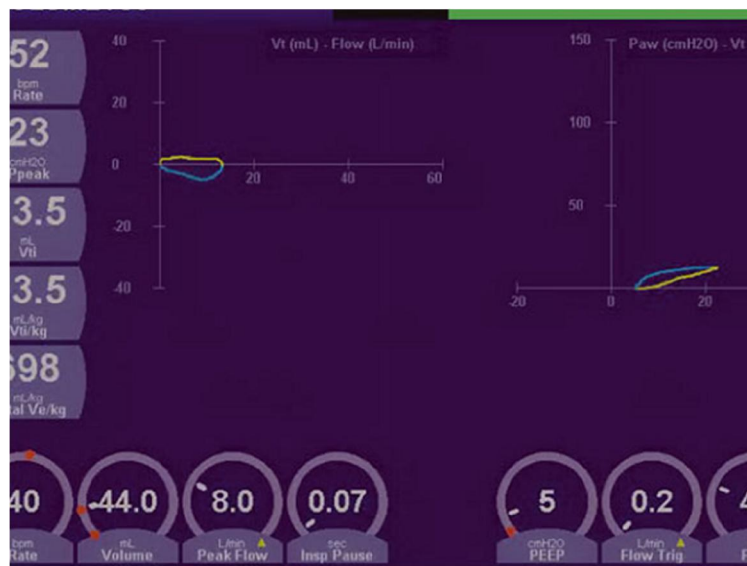 40 Vt (mL) - Flow (L/min)
20
0
-20
-40
20 40 60
150 Paw (cmH2O) - Vt
100
50
-20 0 20
52
bpm
Rate
23
cmH2O
Ppeak
3.5
mL
Vti
3.5
mL/kg
Vti/kg
698
mL/kg
tal Ve/kg
40
bpm
Rate
44.0
mL
Volume
8.0
L/min
Peak Flow
0.07
sec
Insp Pause
5
cmH2O
PEEP
0.2
L/min
Flow Trig